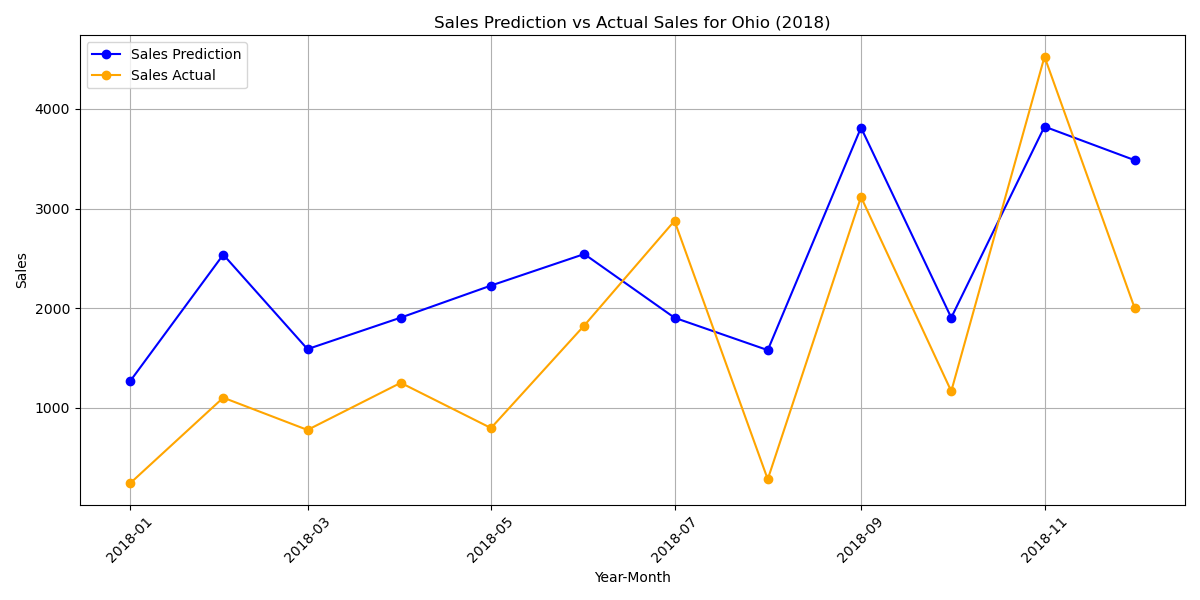 Sales Prediction vs Actual Sales for Ohio (2018)
Sales Prediction
Sales Actual
4000
3000
2000
1000
Sales
2018-01
2018-03
2018-05
2018-07
2018-09
2018-11
Year-Month